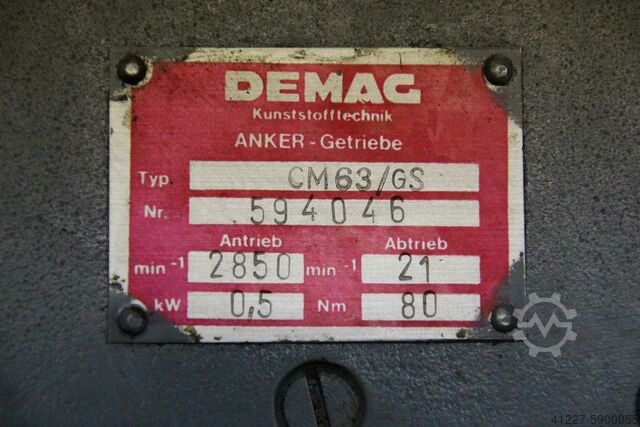 DEMAG
Kunststofftechnik
ANKER - Getriebe
Typ. CM63/GS
Nr. 594046
Antrieb Abtrieb
min -1 2850 min -1 21
kW 0,5 Nm 80
41227-5900055